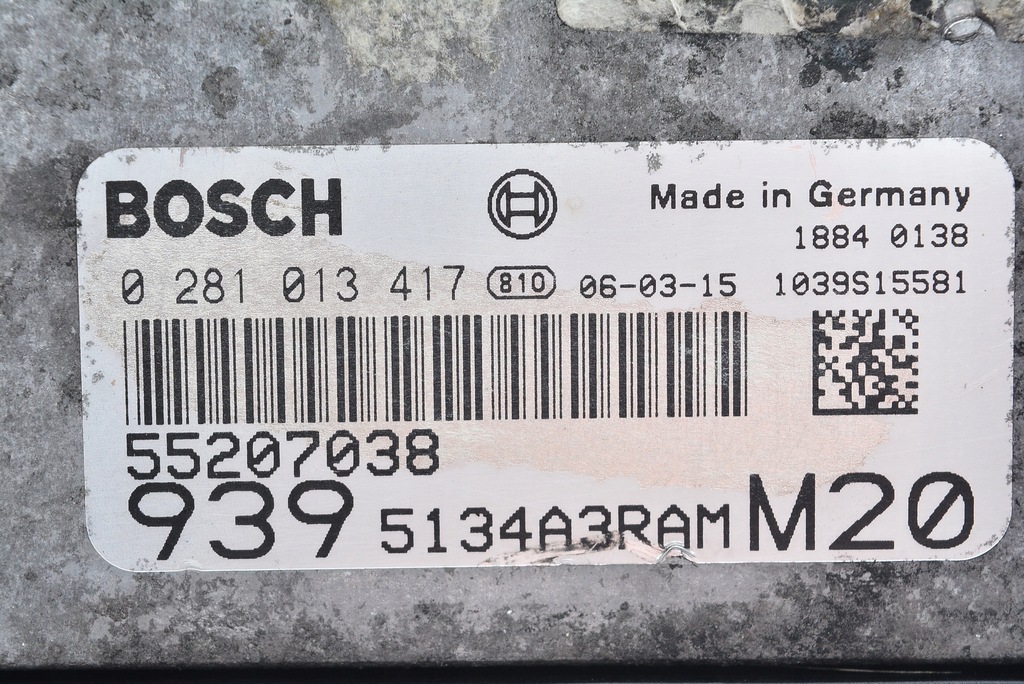 BOSCH Made in Germany
1884 0138
0 281 013 417 810 06-03-15 1039S15581
55207038
939 5134A3RAM M20